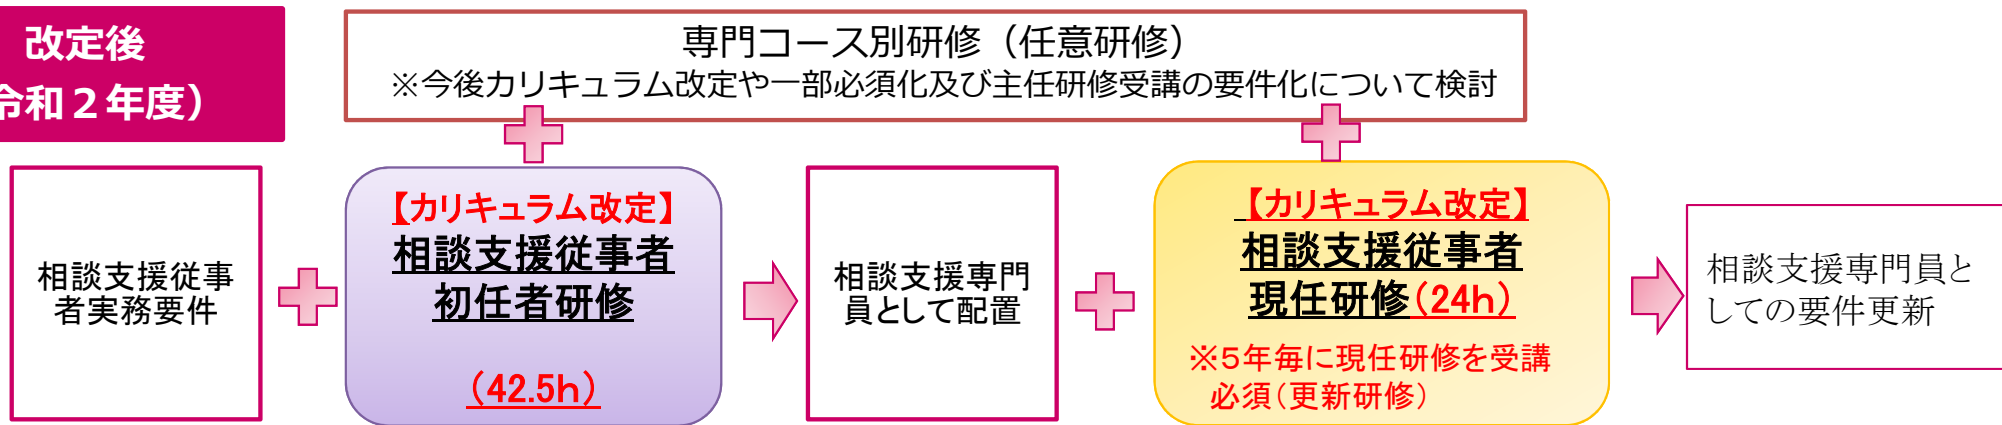 改定後
令和２年度）
専門コース別研修（任意研修）
※今後カリキュラム改定や一部必須化及び主任研修受講の要件化について検討
相談支援従事
者実務要件
【カリキュラム改定】
相談支援従事者
初任者研修
（42.5h）
相談支援専門
員として配置
【カリキュラム改定】
相談支援従事者
現任研修（24h）
※５年毎に現任研修を受講
必須（更新研修）
相談支援専門員と
しての要件更新